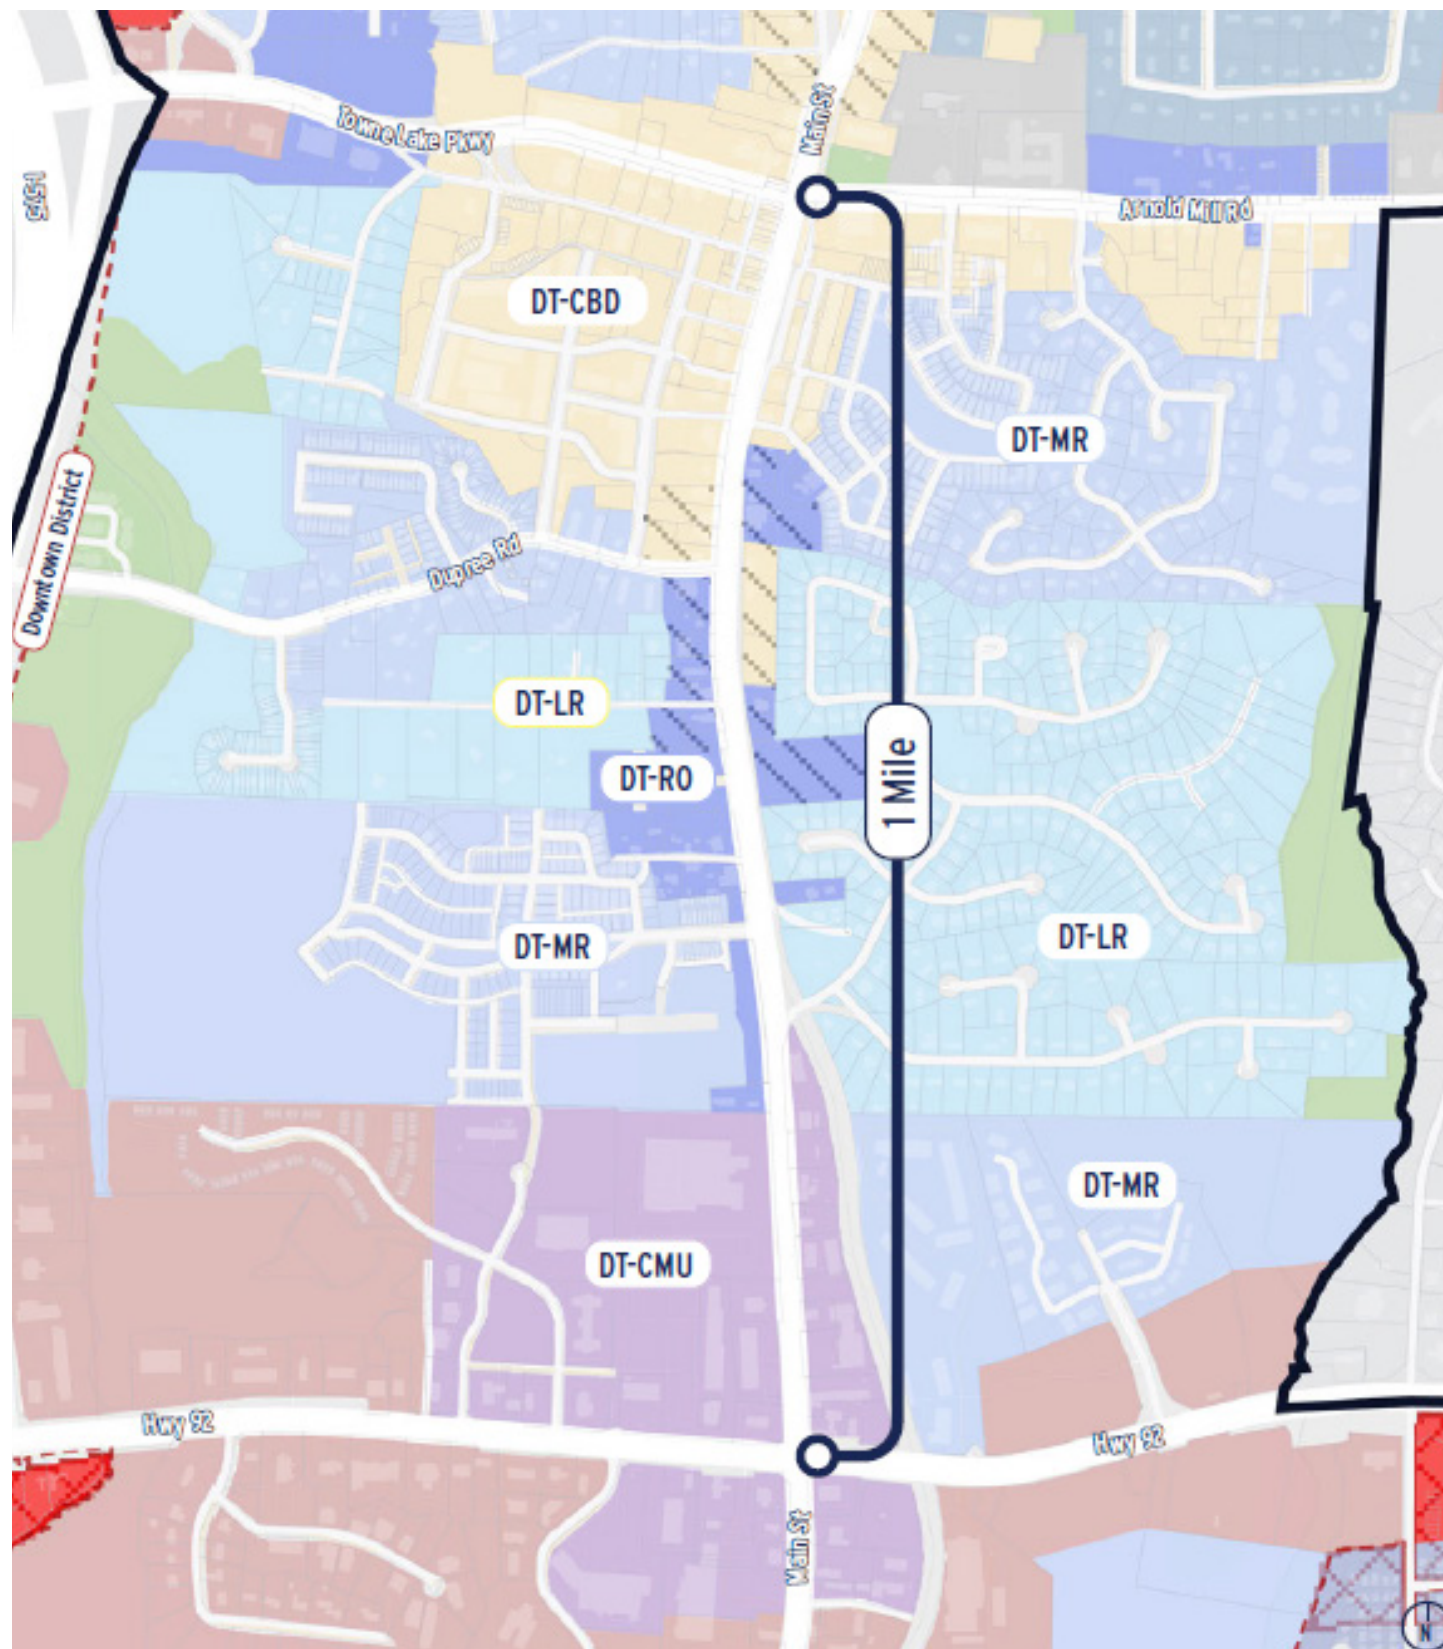 Main St
Towne Lake Pkwy
I-575
Arnold Mill Rd
DT-CBD
DT-MR
Downtown District
Dupree Rd
DT-LR
DT-RO
1 Mile
DT-MR
DT-LR
DT-MR
DT-CMU
Hwy 92
Hwy 92
Main St
N